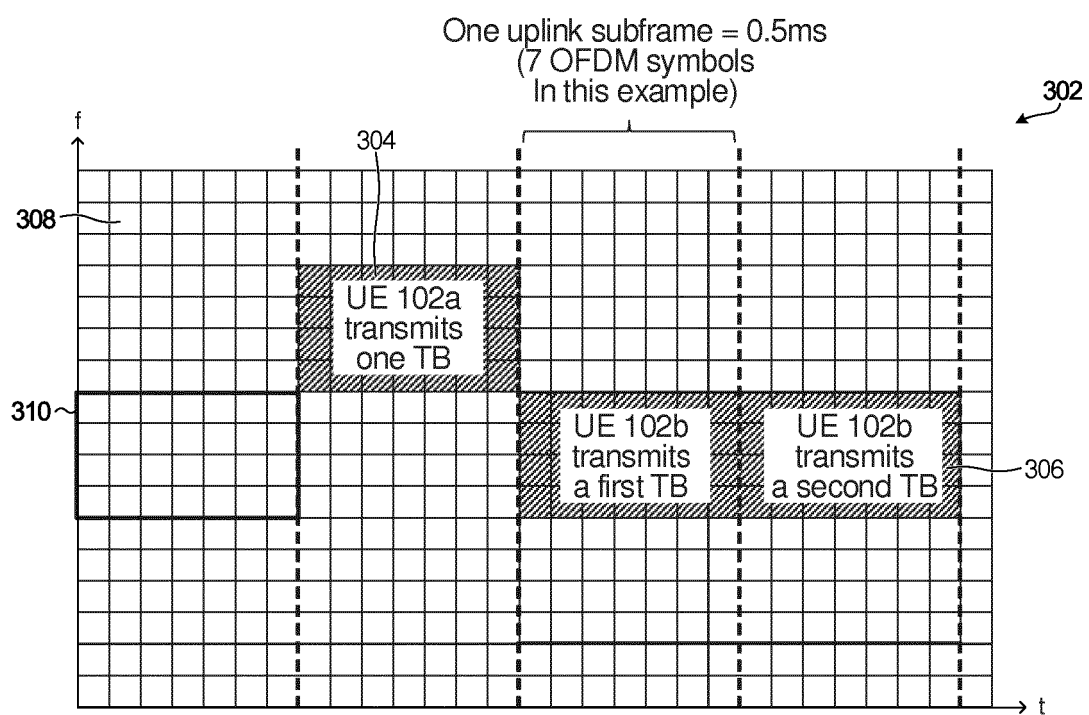 One uplink subframe = 0.5ms
(7 OFDM symbols
In this example)
302
f
304
308
UE 102a
transmits
one TB
310
UE 102b
transmits
a first TB
UE 102b
transmits
a second TB
306
t